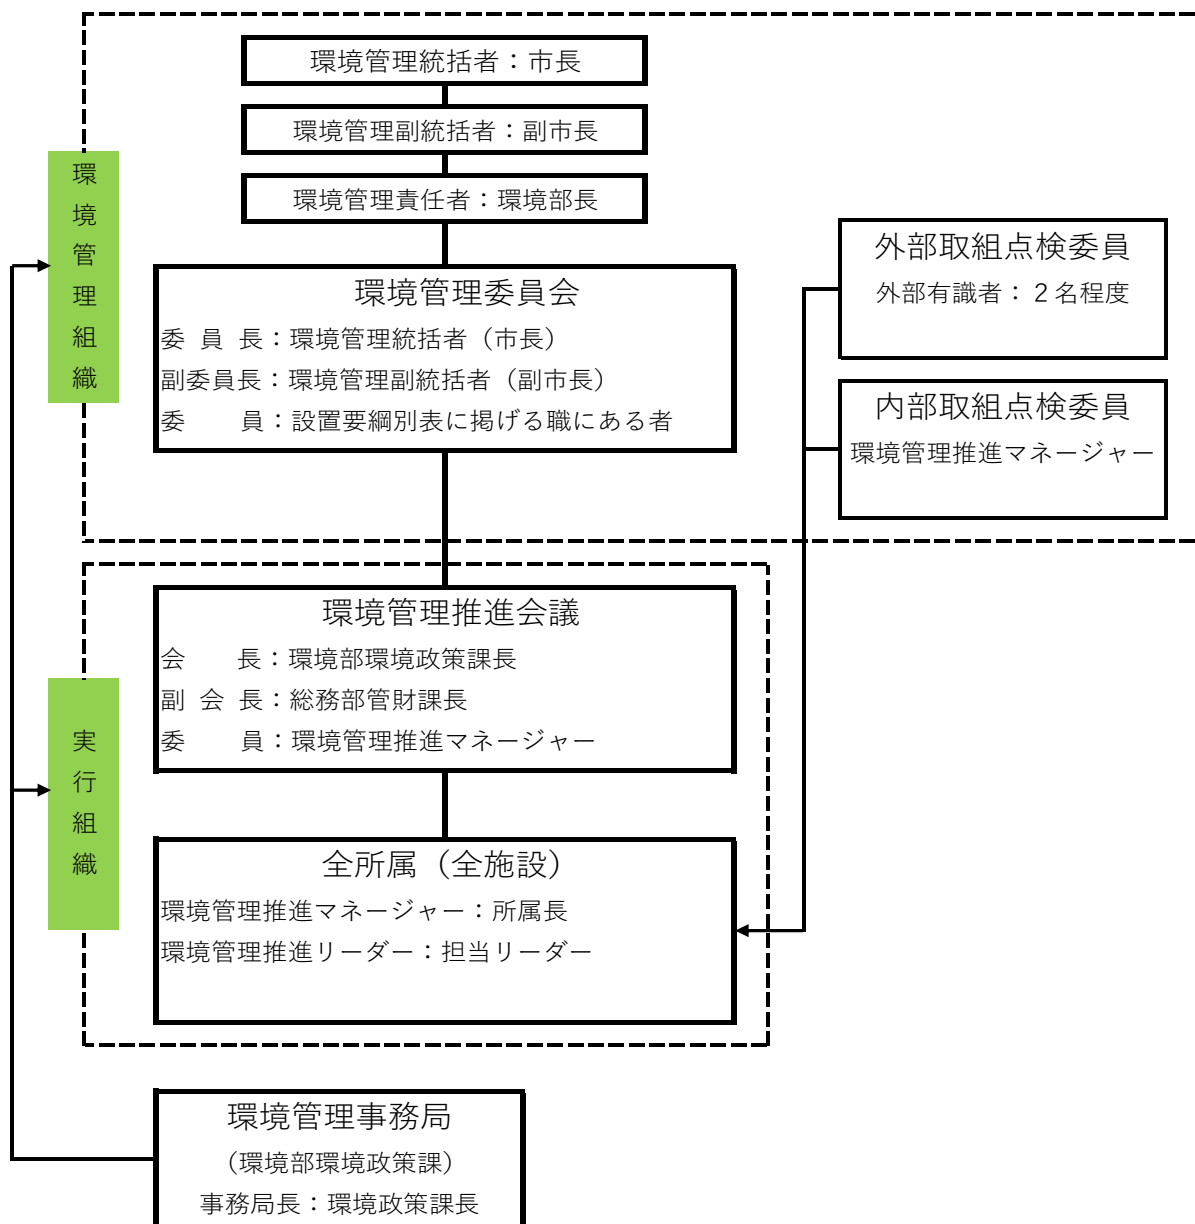 環境管理統括者：市長
環境管理副統括者：副市長
環境管理責任者：環境部長
環境管理組織
環境管理委員会
委 員 長：環境管理統括者（市長）
副委員長：環境管理副統括者（副市長）
委　　員：設置要綱別表に掲げる職にある者
外部取組点検委員
外部有識者：２名程度
内部取組点検委員
環境管理推進マネージャー
実行組織
環境管理推進会議
会　　長：環境部環境政策課長
副 会 長：総務部管財課長
委　　員：環境管理推進マネージャー
全所属（全施設）
環境管理推進マネージャー：所属長
環境管理推進リーダー：担当リーダー
環境管理事務局
（環境部環境政策課）
事務局長：環境政策課長